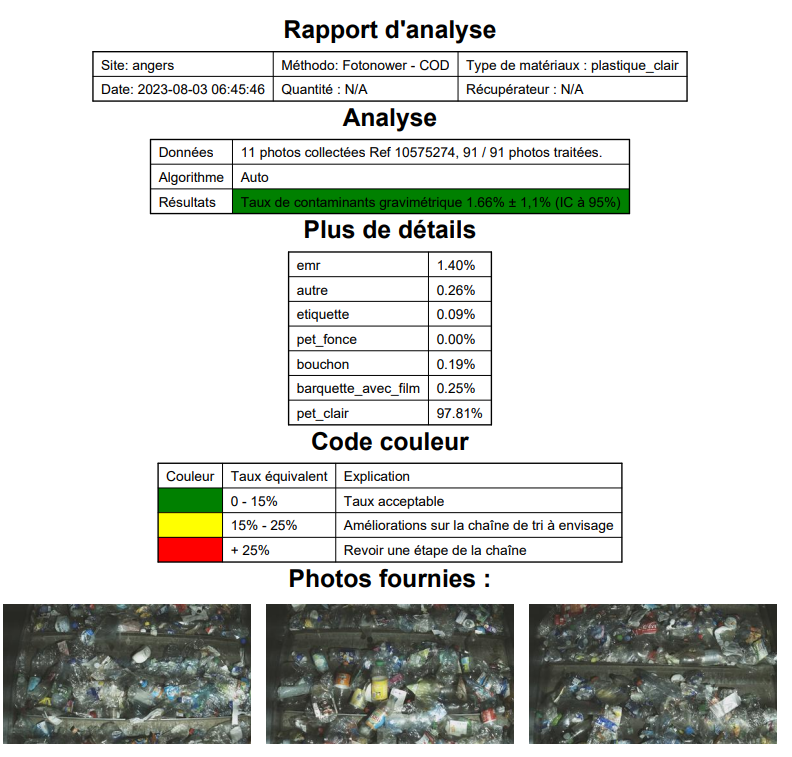 Rapport d'analyse
Site: angers Méthodo: Fotonower - COD Type de matériaux : plastique_clair
Date: 2023-08-03 06:45:46 Quantité : N/A Récupérateur : N/A
Analyse
Données 11 photos collectées Ref 10575274, 91 / 91 photos traitées.
Algorithme Auto
Résultats Taux de contaminants gravimétrique 1.66% ± 1,1% (IC à 95%)
Plus de détails
emr 1.40%
autre 0.26%
etiquette 0.09%
pet_fonce 0.00%
bouchon 0.19%
barquette_avec_film 0.25%
pet_clair 97.81%
Code couleur
Couleur Taux équivalent Explication
0 - 15% Taux acceptable
15% - 25% Améliorations sur la chaîne de tri à envisage
+ 25% Revoir une étape de la chaîne
Photos fournies :